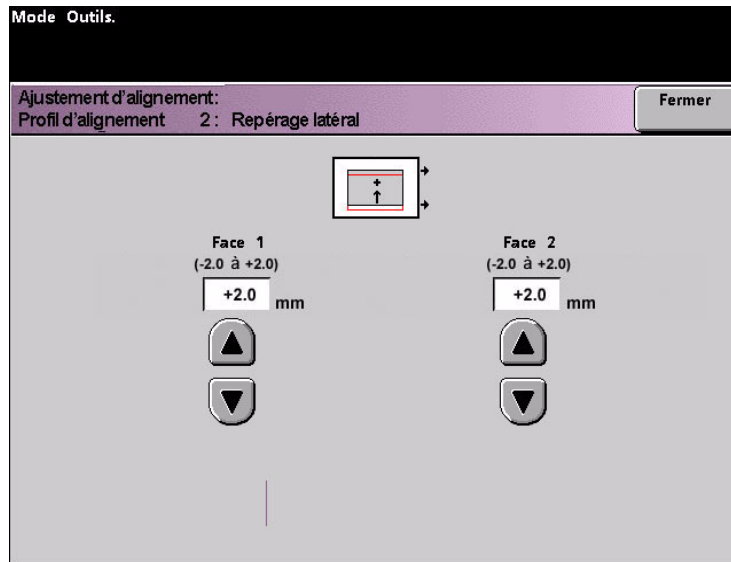 Mode Outils.
Ajustement d'alignement:
Profil d'alignement 2 : Repérage latéral
Fermer
Face 1
(-2.0 à +2.0)
+2.0 mm
Face 2
(-2.0 à +2.0)
+2.0 mm